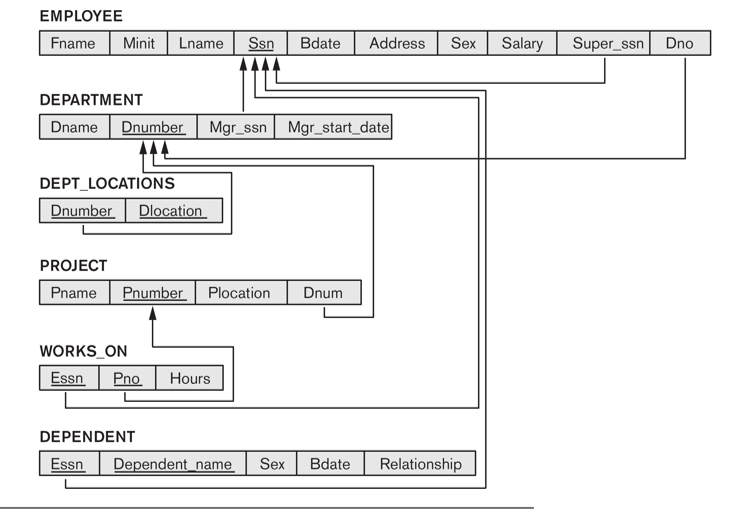 EMPLOYEE
Fname Minit Lname Ssn Bdate Address Sex Salary Super_ssn Dno
DEPARTMENT
Dname Dnumber Mgr_ssn Mgr_start_date
DEPT_LOCATIONS
Dnumber Dlocation
PROJECT
Pname Pnumber Plocation Dnum
WORKS_ON
Essn Pno Hours
DEPENDENT
Essn Dependent_name Sex Bdate Relationship